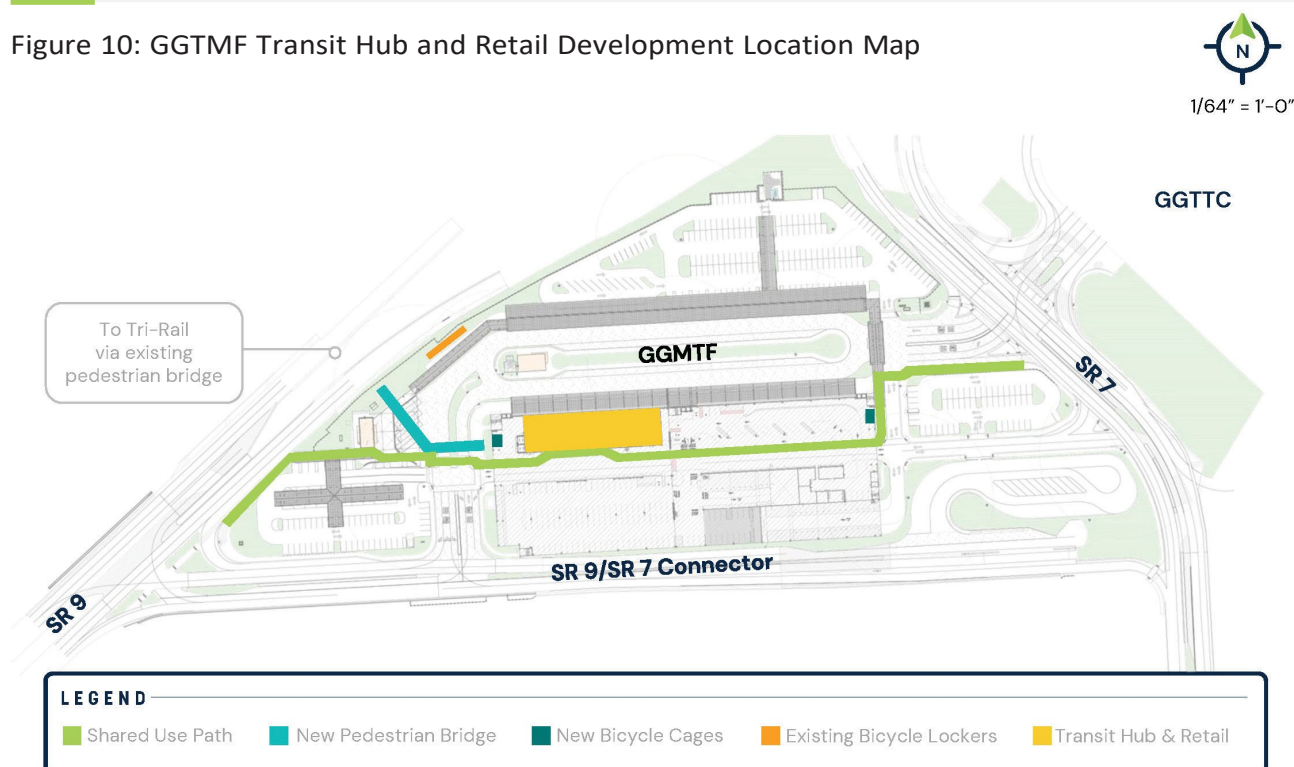 Figure 10: GGTMF Transit Hub and Retail Development Location Map
N
1/64" = 1'-0"
GGTTC
To Tri-Rail
via existing
pedestrian bridge
GGMTF
SR 7
SR 9/SR 7 Connector
SR 9
LEGEND
Shared Use Path
New Pedestrian Bridge
New Bicycle Cages
Existing Bicycle Lockers
Transit Hub & Retail